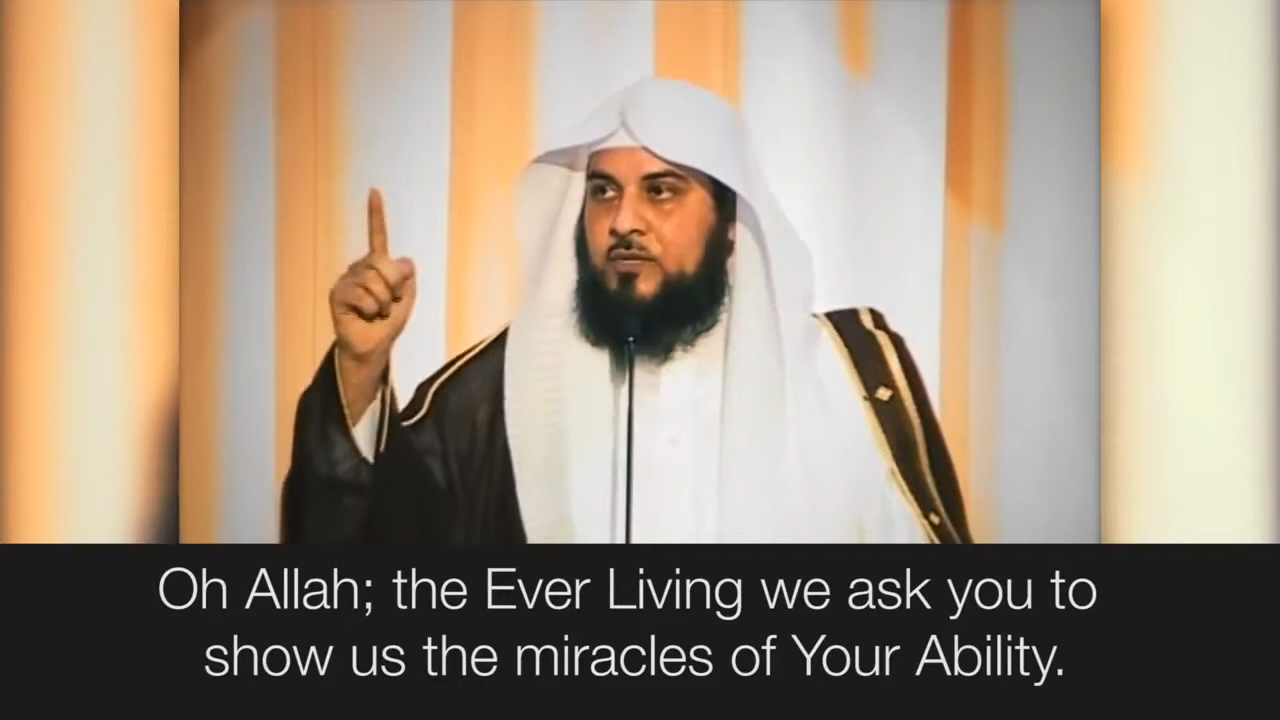 Oh Allah; the Ever Living we ask you to
show us the miracles of Your Ability.